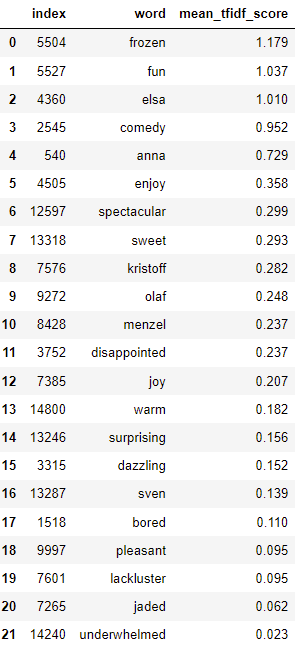 index word mean_tfidf_score
0 5504 frozen 1.179
1 5527 fun 1.037
2 4360 elsa 1.010
3 2545 comedy 0.952
4 540 anna 0.729
5 4505 enjoy 0.358
6 12597 spectacular 0.299
7 13318 sweet 0.293
8 7576 kristoff 0.282
9 9272 olaf 0.248
10 8428 menzel 0.237
11 3752 disappointed 0.237
12 7385 joy 0.207
13 14800 warm 0.182
14 13246 surprising 0.156
15 3315 dazzling 0.152
16 13287 sven 0.139
17 1518 bored 0.110
18 9997 pleasant 0.095
19 7601 lackluster 0.095
20 7265 jaded 0.062
21 14240 underwhelmed 0.023